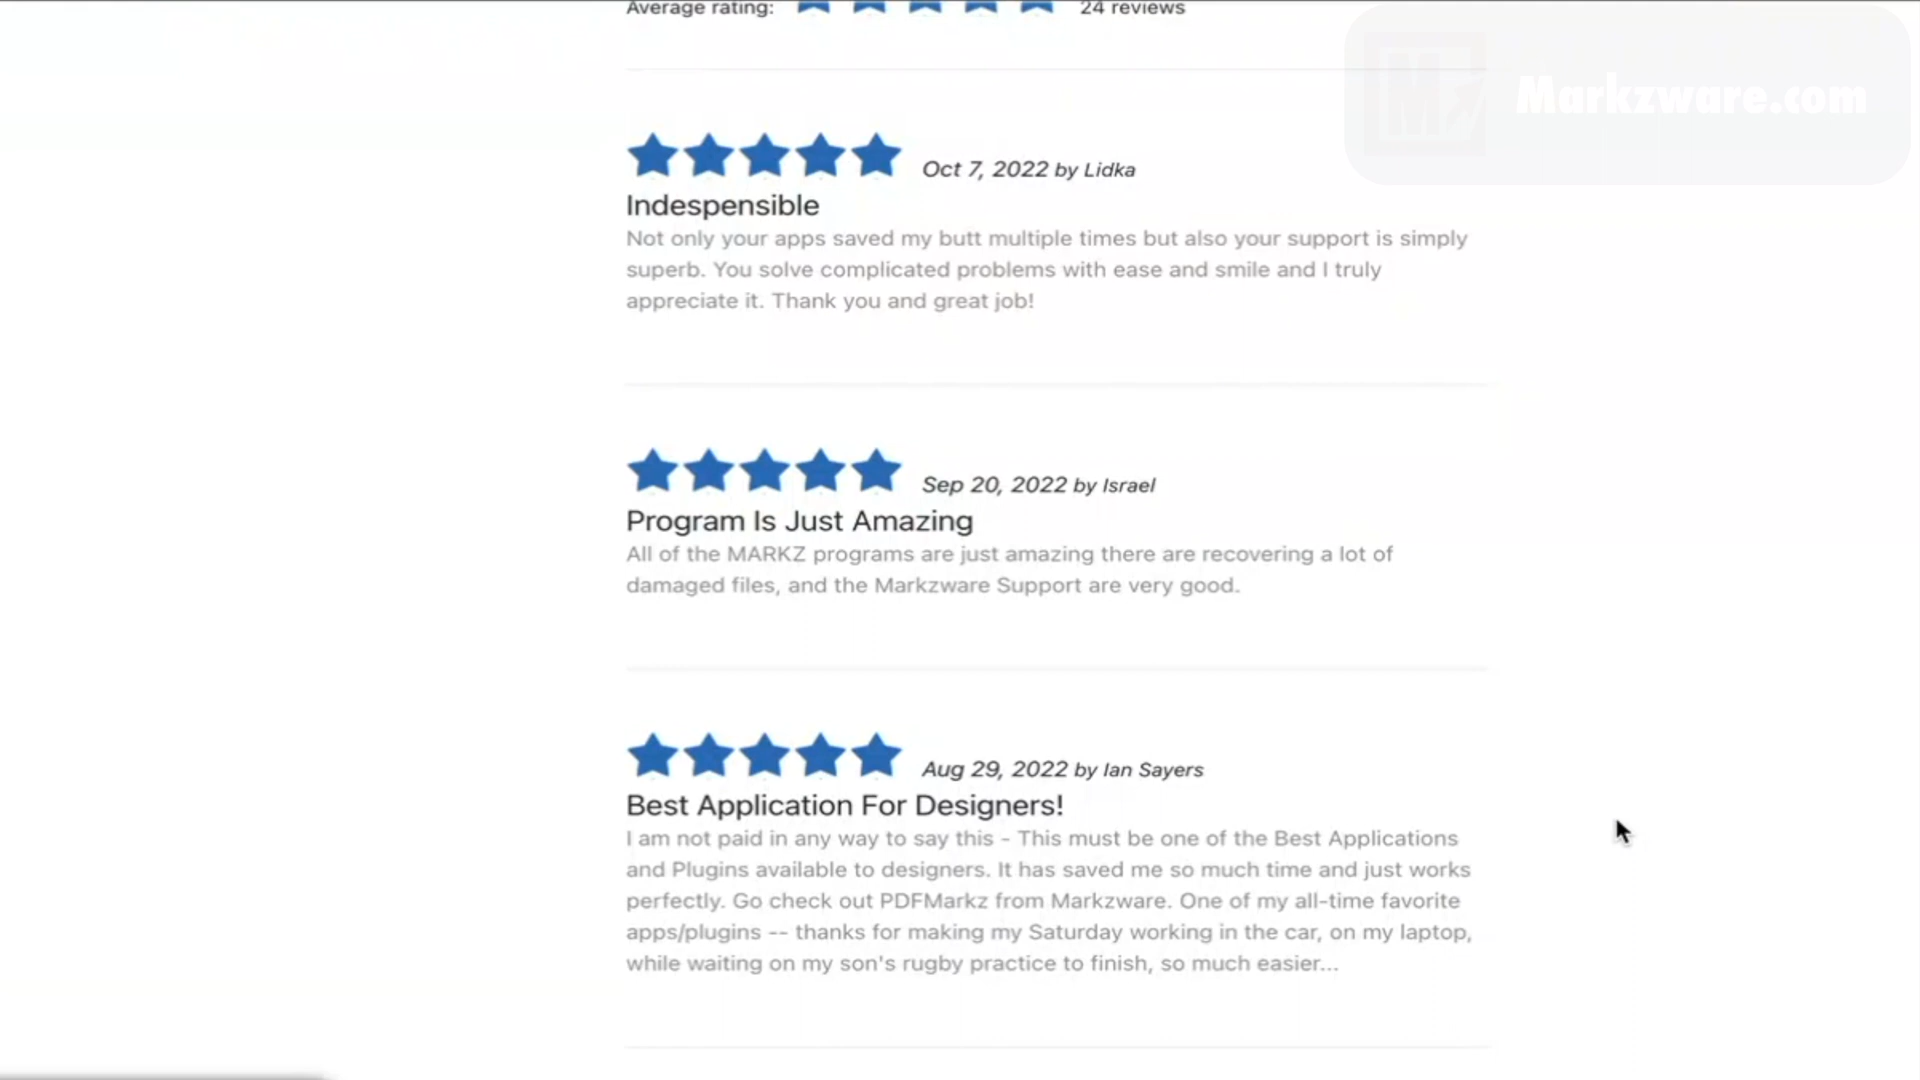 Average rating: 24 reviews
Markzware.com
Oct 7, 2022 by Lidka
Indespensible
Not only your apps saved my butt multiple times but also your support is simply
superb. You solve complicated problems with ease and smile and I truly
appreciate it. Thank you and great job!
Sep 20, 2022 by Israel
Program Is Just Amazing
All of the MARKZ programs are just amazing there are recovering a lot of
damaged files, and the Markzware Support are very good.
Aug 29, 2022 by Ian Sayers
Best Application For Designers!
I am not paid in any way to say this - This must be one of the Best Applications
and Plugins available to designers. It has saved me so much time and just works
perfectly. Go check out PDFMarkz from Markzware. One of my all-time favorite
apps/plugins -- thanks for making my Saturday working in the car, on my laptop,
while waiting on my son's rugby practice to finish, so much easier...